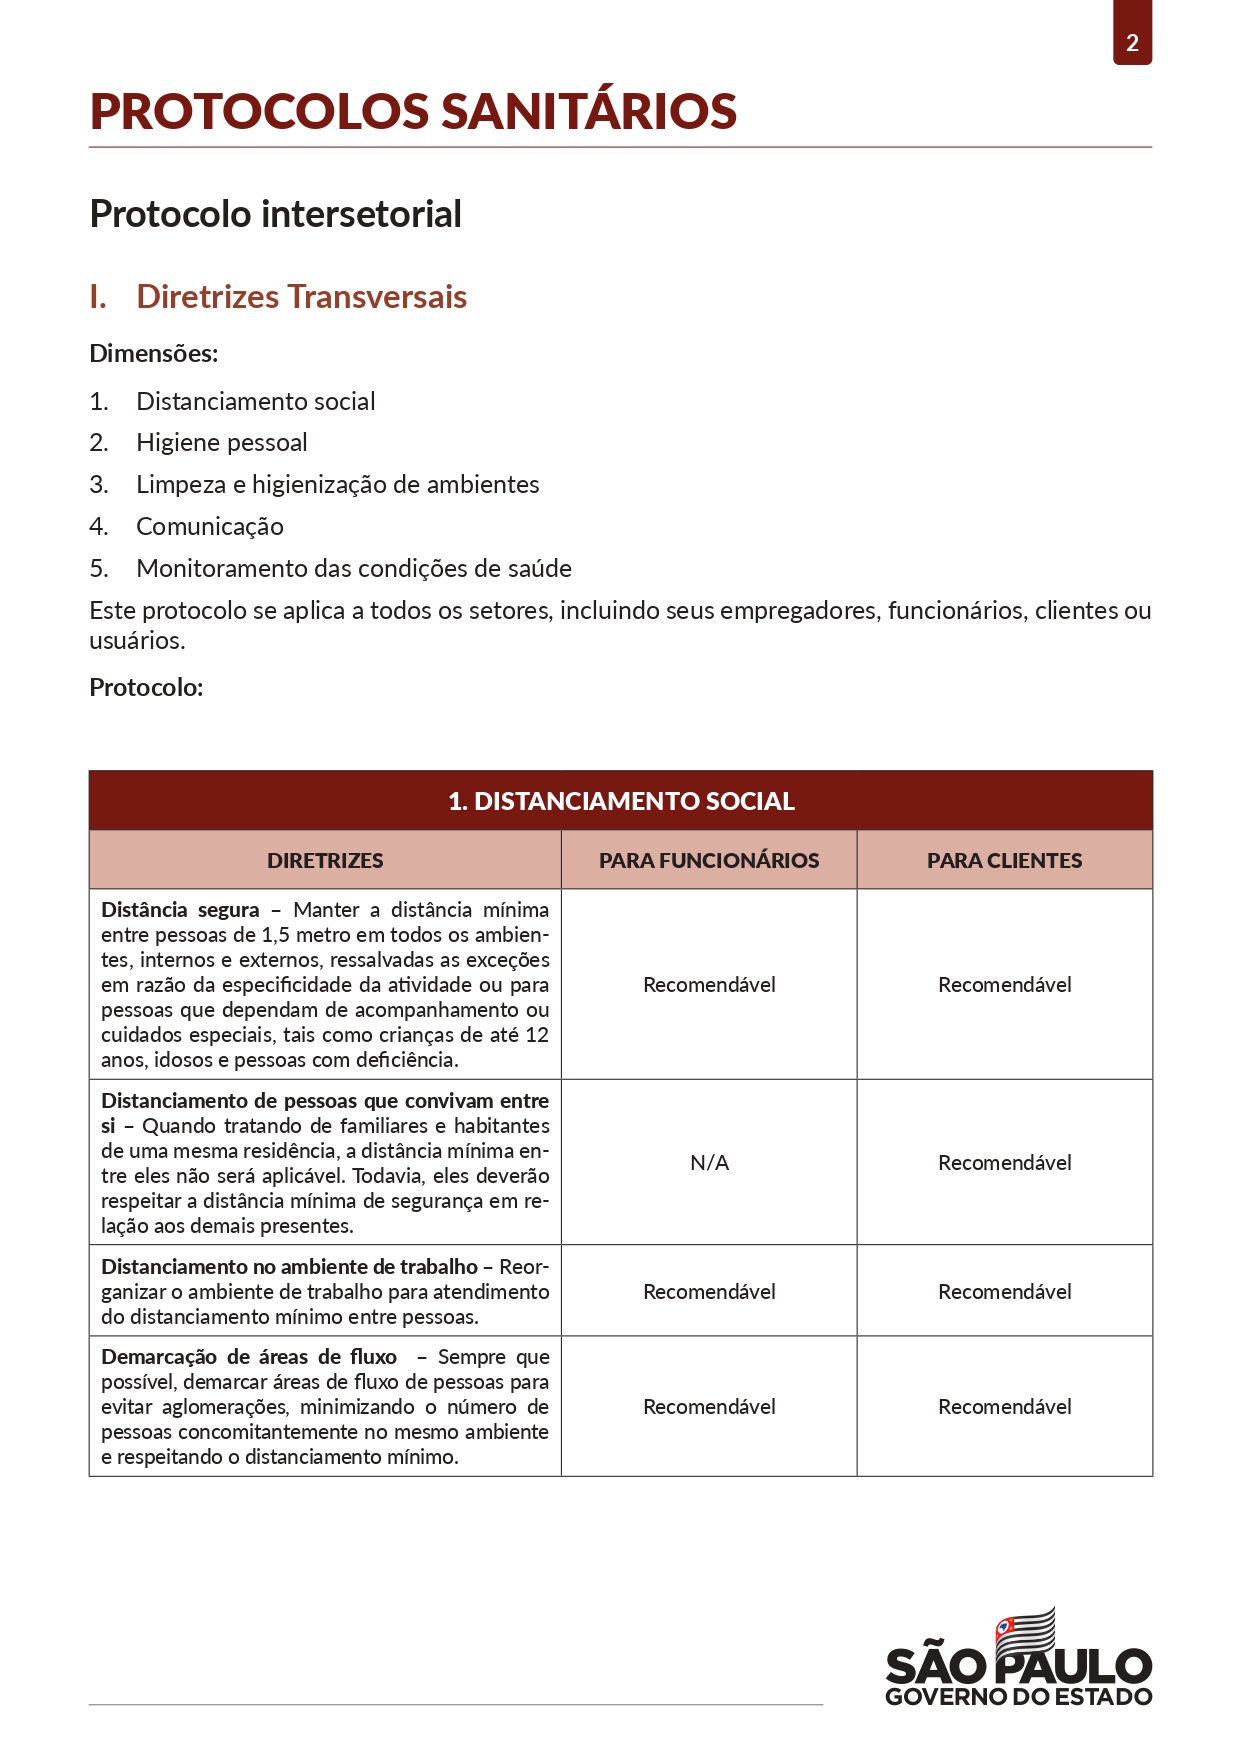 2
PROTOCOLOS SANITÁRIOS
Protocolo intersetorial
I. Diretrizes Transversais
Dimensões:
1. Distanciamento social
2. Higiene pessoal
3. Limpeza e higienização de ambientes
4. Comunicação
5. Monitoramento das condições de saúde
Este protocolo se aplica a todos os setores, incluindo seus empregadores, funcionários, clientes ou
usuários.
Protocolo:
1. DISTANCIAMENTO SOCIAL
DIRETRIZES PARA FUNCIONÁRIOS PARA CLIENTES
Distância segura – Manter a distância mínima
entre pessoas de 1,5 metro em todos os ambien-
tes, internos e externos, ressalvadas as exceções
em razão da especificidade da atividade ou para
pessoas que dependam de acompanhamento ou
cuidados especiais, tais como crianças de até 12
anos, idosos e pessoas com deficiência.
Recomendável
Recomendável
Distanciamento de pessoas que convivam entre
si – Quando tratando de familiares e habitantes
de uma mesma residência, a distância mínima en-
tre eles não será aplicável. Todavia, eles deverão
respeitar a distância mínima de segurança em re-
lação aos demais presentes.
N/A
Recomendável
Distanciamento no ambiente de trabalho – Reor-
ganizar o ambiente de trabalho para atendimento
do distanciamento mínimo entre pessoas.
Recomendável
Recomendável
Demarcação de áreas de fluxo – Sempre que
possível, demarcar áreas de fluxo de pessoas para
evitar aglomerações, minimizando o número de
pessoas concomitantemente no mesmo ambiente
e respeitando o distanciamento mínimo.
Recomendável
Recomendável
SÃO PAULO
GOVERNO DO ESTADO